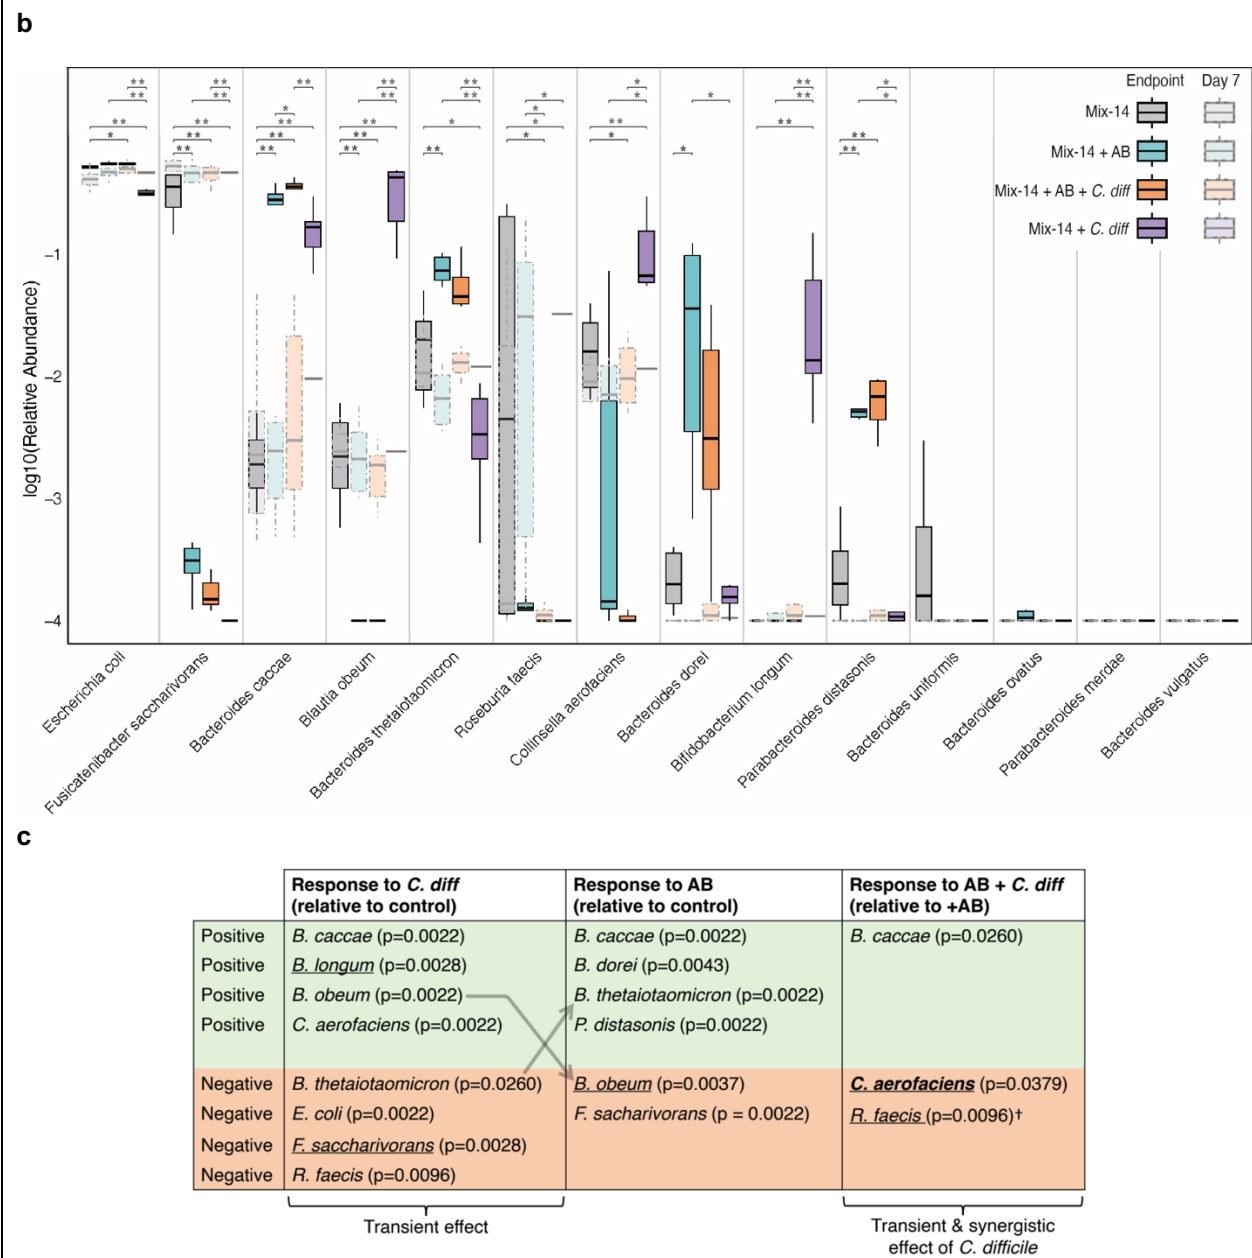 b
** ** ** ** * *
** ** ** ** * * * ** *
* *
** ** ** ** * * ** **
* ** ** ** * * **
** ** ** ** * **
Endpoint Day 7
Mix-14
Mix-14 + AB
Mix-14 + AB + C. diff
Mix-14 + C. diff
log10(Relative Abundance)
−1
−2
−3
−4
Escherichia coli
Fusicatenibacter saccharivorans
Bacteroides caccae
Blautia obeum
Bacteroides thetaiotaomicron
Roseburia faecis
Collinsella aerofaciens
Bacteroides dorei
Bifidobacterium longum
Parabacteroides distasonis
Bacteroides uniformis
Bacteroides ovatus
Parabacteroides merdae
Bacteroides vulgatus
c
Response to C. diff Response to AB Response to AB + C. diff
(relative to control) (relative to control) (relative to +AB)
Positive B. caccae (p=0.0022) B. caccae (p=0.0022) B. caccae (p=0.0260)
Positive B. longum (p=0.0028) B. dorei (p=0.0043)
Positive B. obeum (p=0.0022) B. thetaiotaomicron (p=0.0022)
Positive C. aerofaciens (p=0.0022) P. distasonis (p=0.0022)
Negative B. thetaiotaomicron (p=0.0260) B. obeum (p=0.0037) C. aerofaciens (p=0.0379)
Negative E. coli (p=0.0022) F. sacharivorans (p = 0.0022) R. faecis (p=0.0096)†
Negative F. saccharivorans (p=0.0028)
Negative R. faecis (p=0.0096)
Transient effect Transient & synergistic
effect of C. difficile